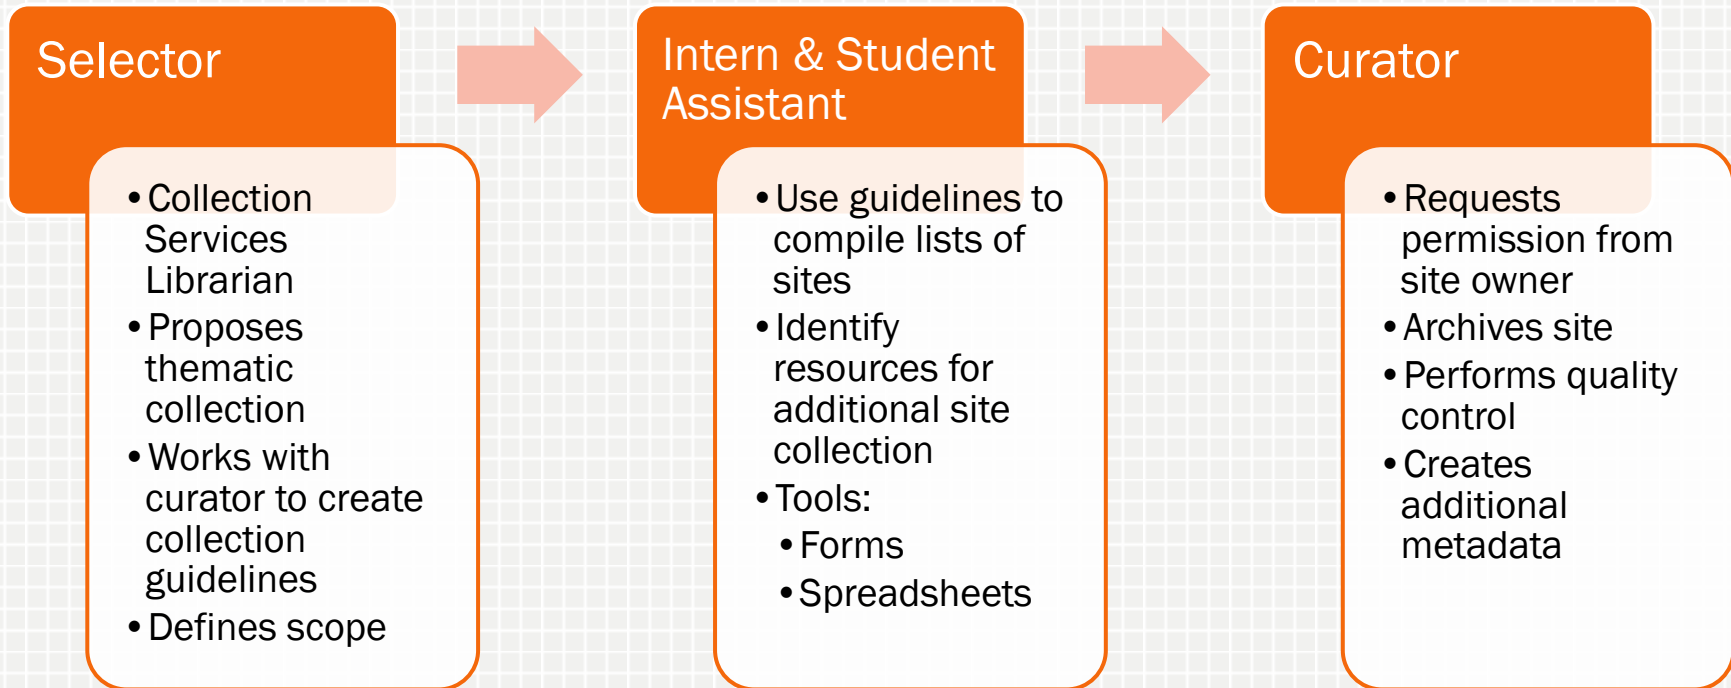 Selector
•Collection
Services
Librarian
•Proposes
thematic
collection
•Works with
curator to create
collection
guidelines
•Defines scope
Intern & Student
Assistant
•Use guidelines to
compile lists of
sites
•Identify
resources for
additional site
collection
•Tools:
•Forms
•Spreadsheets
Curator
•Requests
permission from
site owner
•Archives site
•Performs quality
control
•Creates
additional
metadata